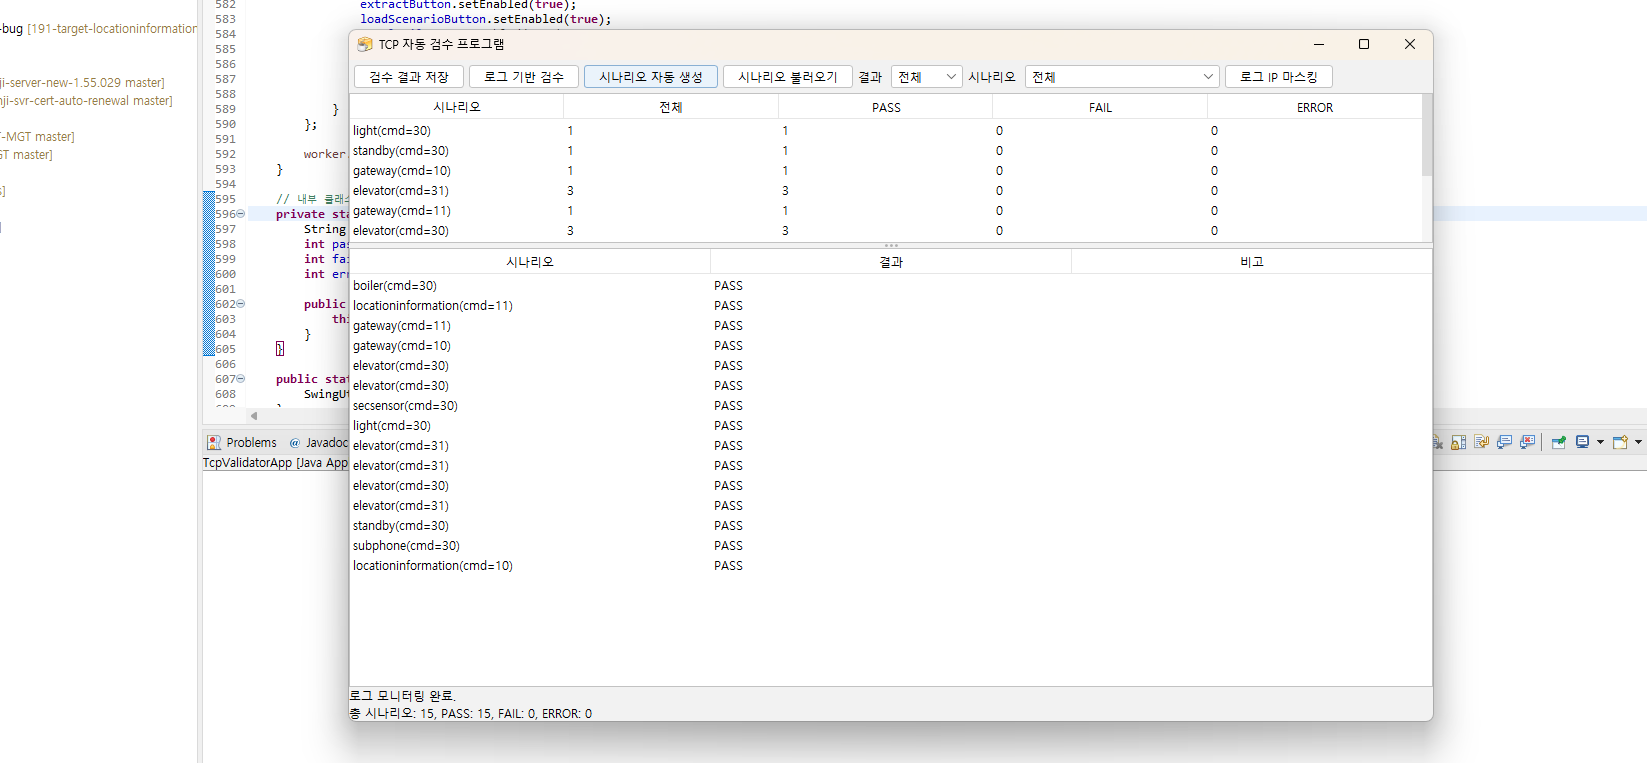 -bug [191-target-locationinformation
ji-server-new-1.55.029 master]
nji-svr-cert-auto-renewal master]
-MGT master]
GT master]
s]
]
582 extractButton.setEnabled(true);
583 loadScenarioButton.setEnabled(true);
584
585
586
587
588
589 }
590 };
591
592 worker.
593 }
594
595 // 내부 클래스
596 private sta
597 String
598 int pa
599 int fai
600 int err
601
602 public
603 thi
604 }
605 }
606
607 public stat
608 SwingUt
Problems @ Javadoc
TcpValidatorApp [Java App
TCP 자동 검수 프로그램
검수 결과 저장 로그 기반 검수 시나리오 자동 생성 시나리오 불러오기 결과 전체 시나리오 전체 로그 IP 마스킹
시나리오 전체 PASS FAIL ERROR
light(cmd=30) 1 1 0 0
standby(cmd=30) 1 1 0 0
gateway(cmd=10) 1 1 0 0
elevator(cmd=31) 3 3 0 0
gateway(cmd=11) 1 1 0 0
elevator(cmd=30) 3 3 0 0
시나리오 결과 비고
boiler(cmd=30) PASS
locationinformation(cmd=11) PASS
gateway(cmd=11) PASS
gateway(cmd=10) PASS
elevator(cmd=30) PASS
elevator(cmd=30) PASS
secsensor(cmd=30) PASS
light(cmd=30) PASS
elevator(cmd=31) PASS
elevator(cmd=31) PASS
elevator(cmd=30) PASS
elevator(cmd=31) PASS
standby(cmd=30) PASS
subphone(cmd=30) PASS
locationinformation(cmd=10) PASS
로그 모니터링 완료.
총 시나리오: 15, PASS: 15, FAIL: 0, ERROR: 0